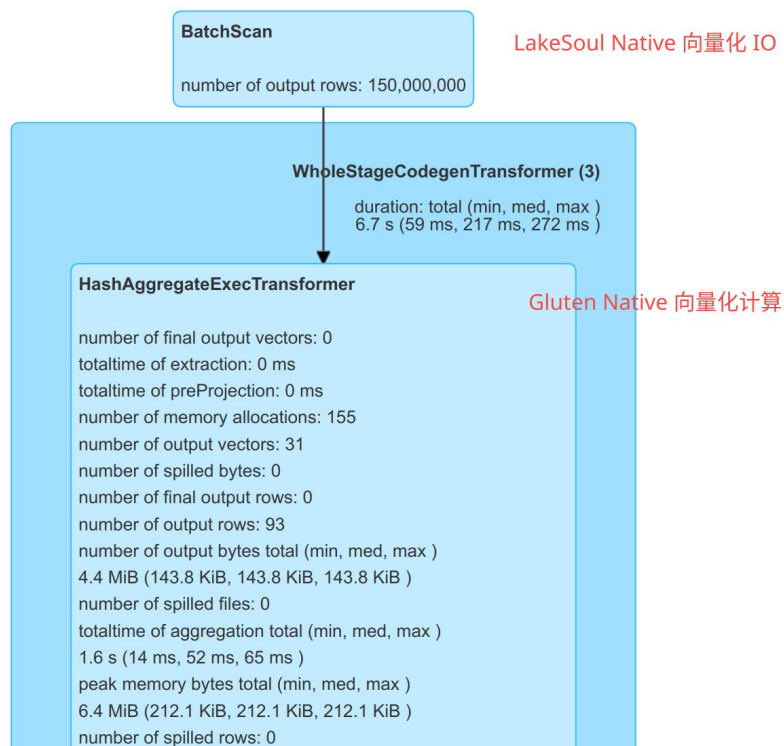 BatchScan
LakeSoul Native 向量化 IO
number of output rows: 150,000,000
WholeStageCodegenTransformer (3)
duration: total (min, med, max )
6.7 s (59 ms, 217 ms, 272 ms )
HashAggregateExecTransformer
Gluten Native 向量化计算
number of final output vectors: 0
totaltime of extraction: 0 ms
totaltime of preProjection: 0 ms
number of memory allocations: 155
number of output vectors: 31
number of spilled bytes: 0
number of final output rows: 0
number of output rows: 93
number of output bytes total (min, med, max )
4.4 MiB (143.8 KiB, 143.8 KiB, 143.8 KiB )
number of spilled files: 0
totaltime of aggregation total (min, med, max )
1.6 s (14 ms, 52 ms, 65 ms )
peak memory bytes total (min, med, max )
6.4 MiB (212.1 KiB, 212.1 KiB, 212.1 KiB )
number of spilled rows: 0